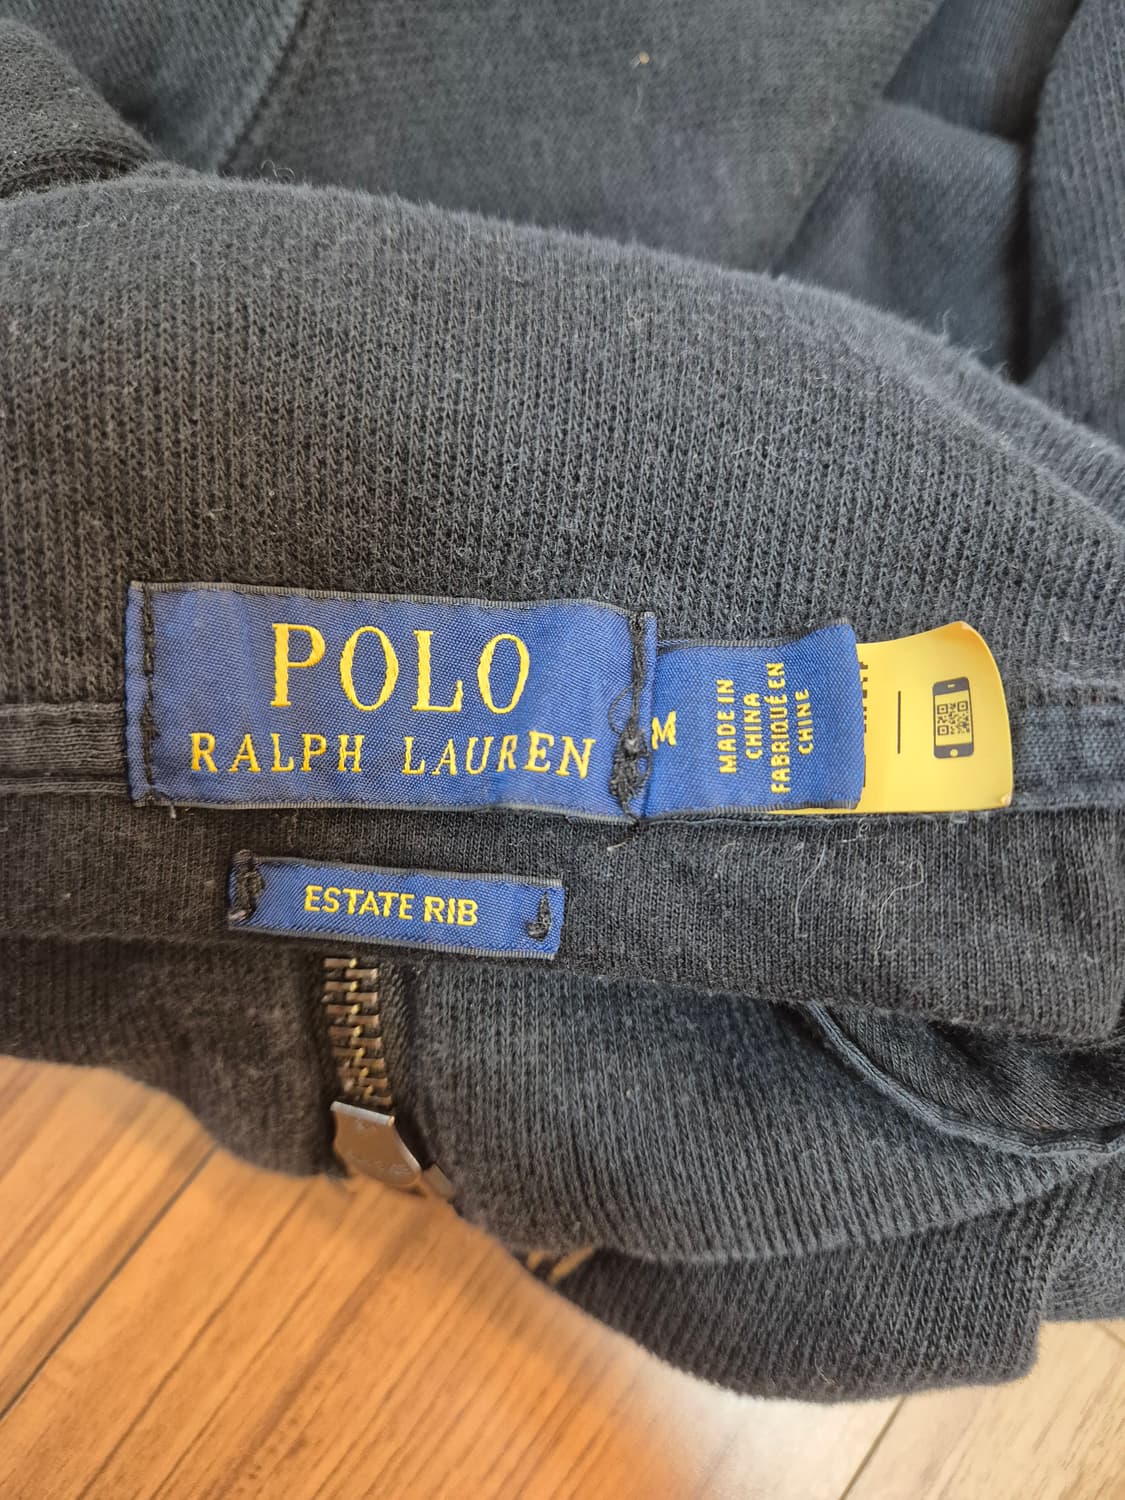 POLO
RALPH LAUREN
M
MADE IN
CHINA
FABRIQUÉ EN
CHINE
ESTATE RIB